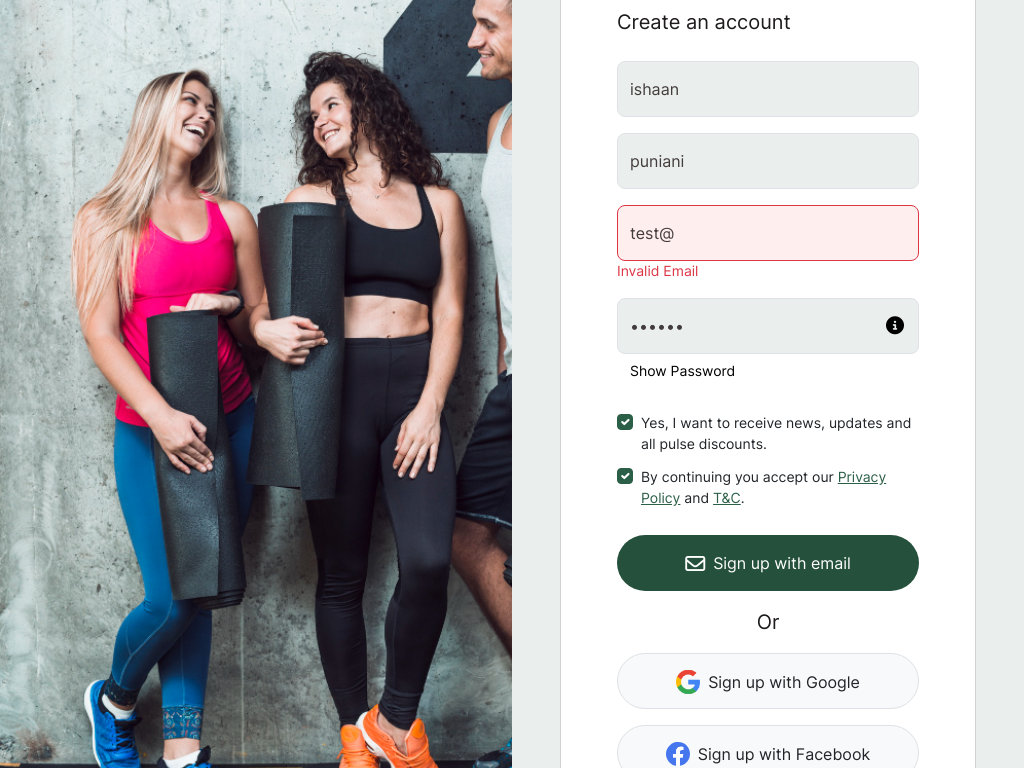 Create an account
ishaan
puniani
test@
Invalid Email
••••••
Show Password
Yes, I want to receive news, updates and
all pulse discounts.
By continuing you accept our Privacy
Policy and T&C.
Sign up with email
Or
Sign up with Google
Sign up with Facebook